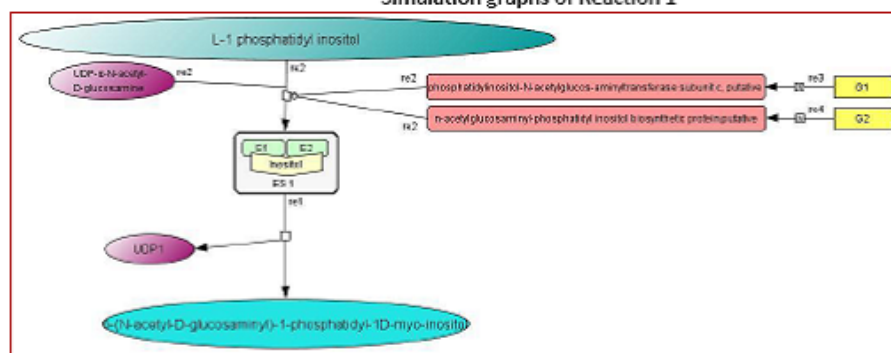 Simulation graphs of Reaction 1
L-1 phosphatidyl inositol
UDP-α-N-acetyl-
D-glucosamine
re2
re2
re2
phosphatidylinositol-N-acetylglucos-aminyltransferase subunit c, putative
re3
G1
n-acetylglucosaminyl-phosphatidyl inositol biosynthetic protein,putative
re4
G2
re2
E1
E2
Inositol
ES 1
re1
UDP1
-(N-acetyl-D-glucosaminyl)-1-phosphatidyl-1D-myo-inositol